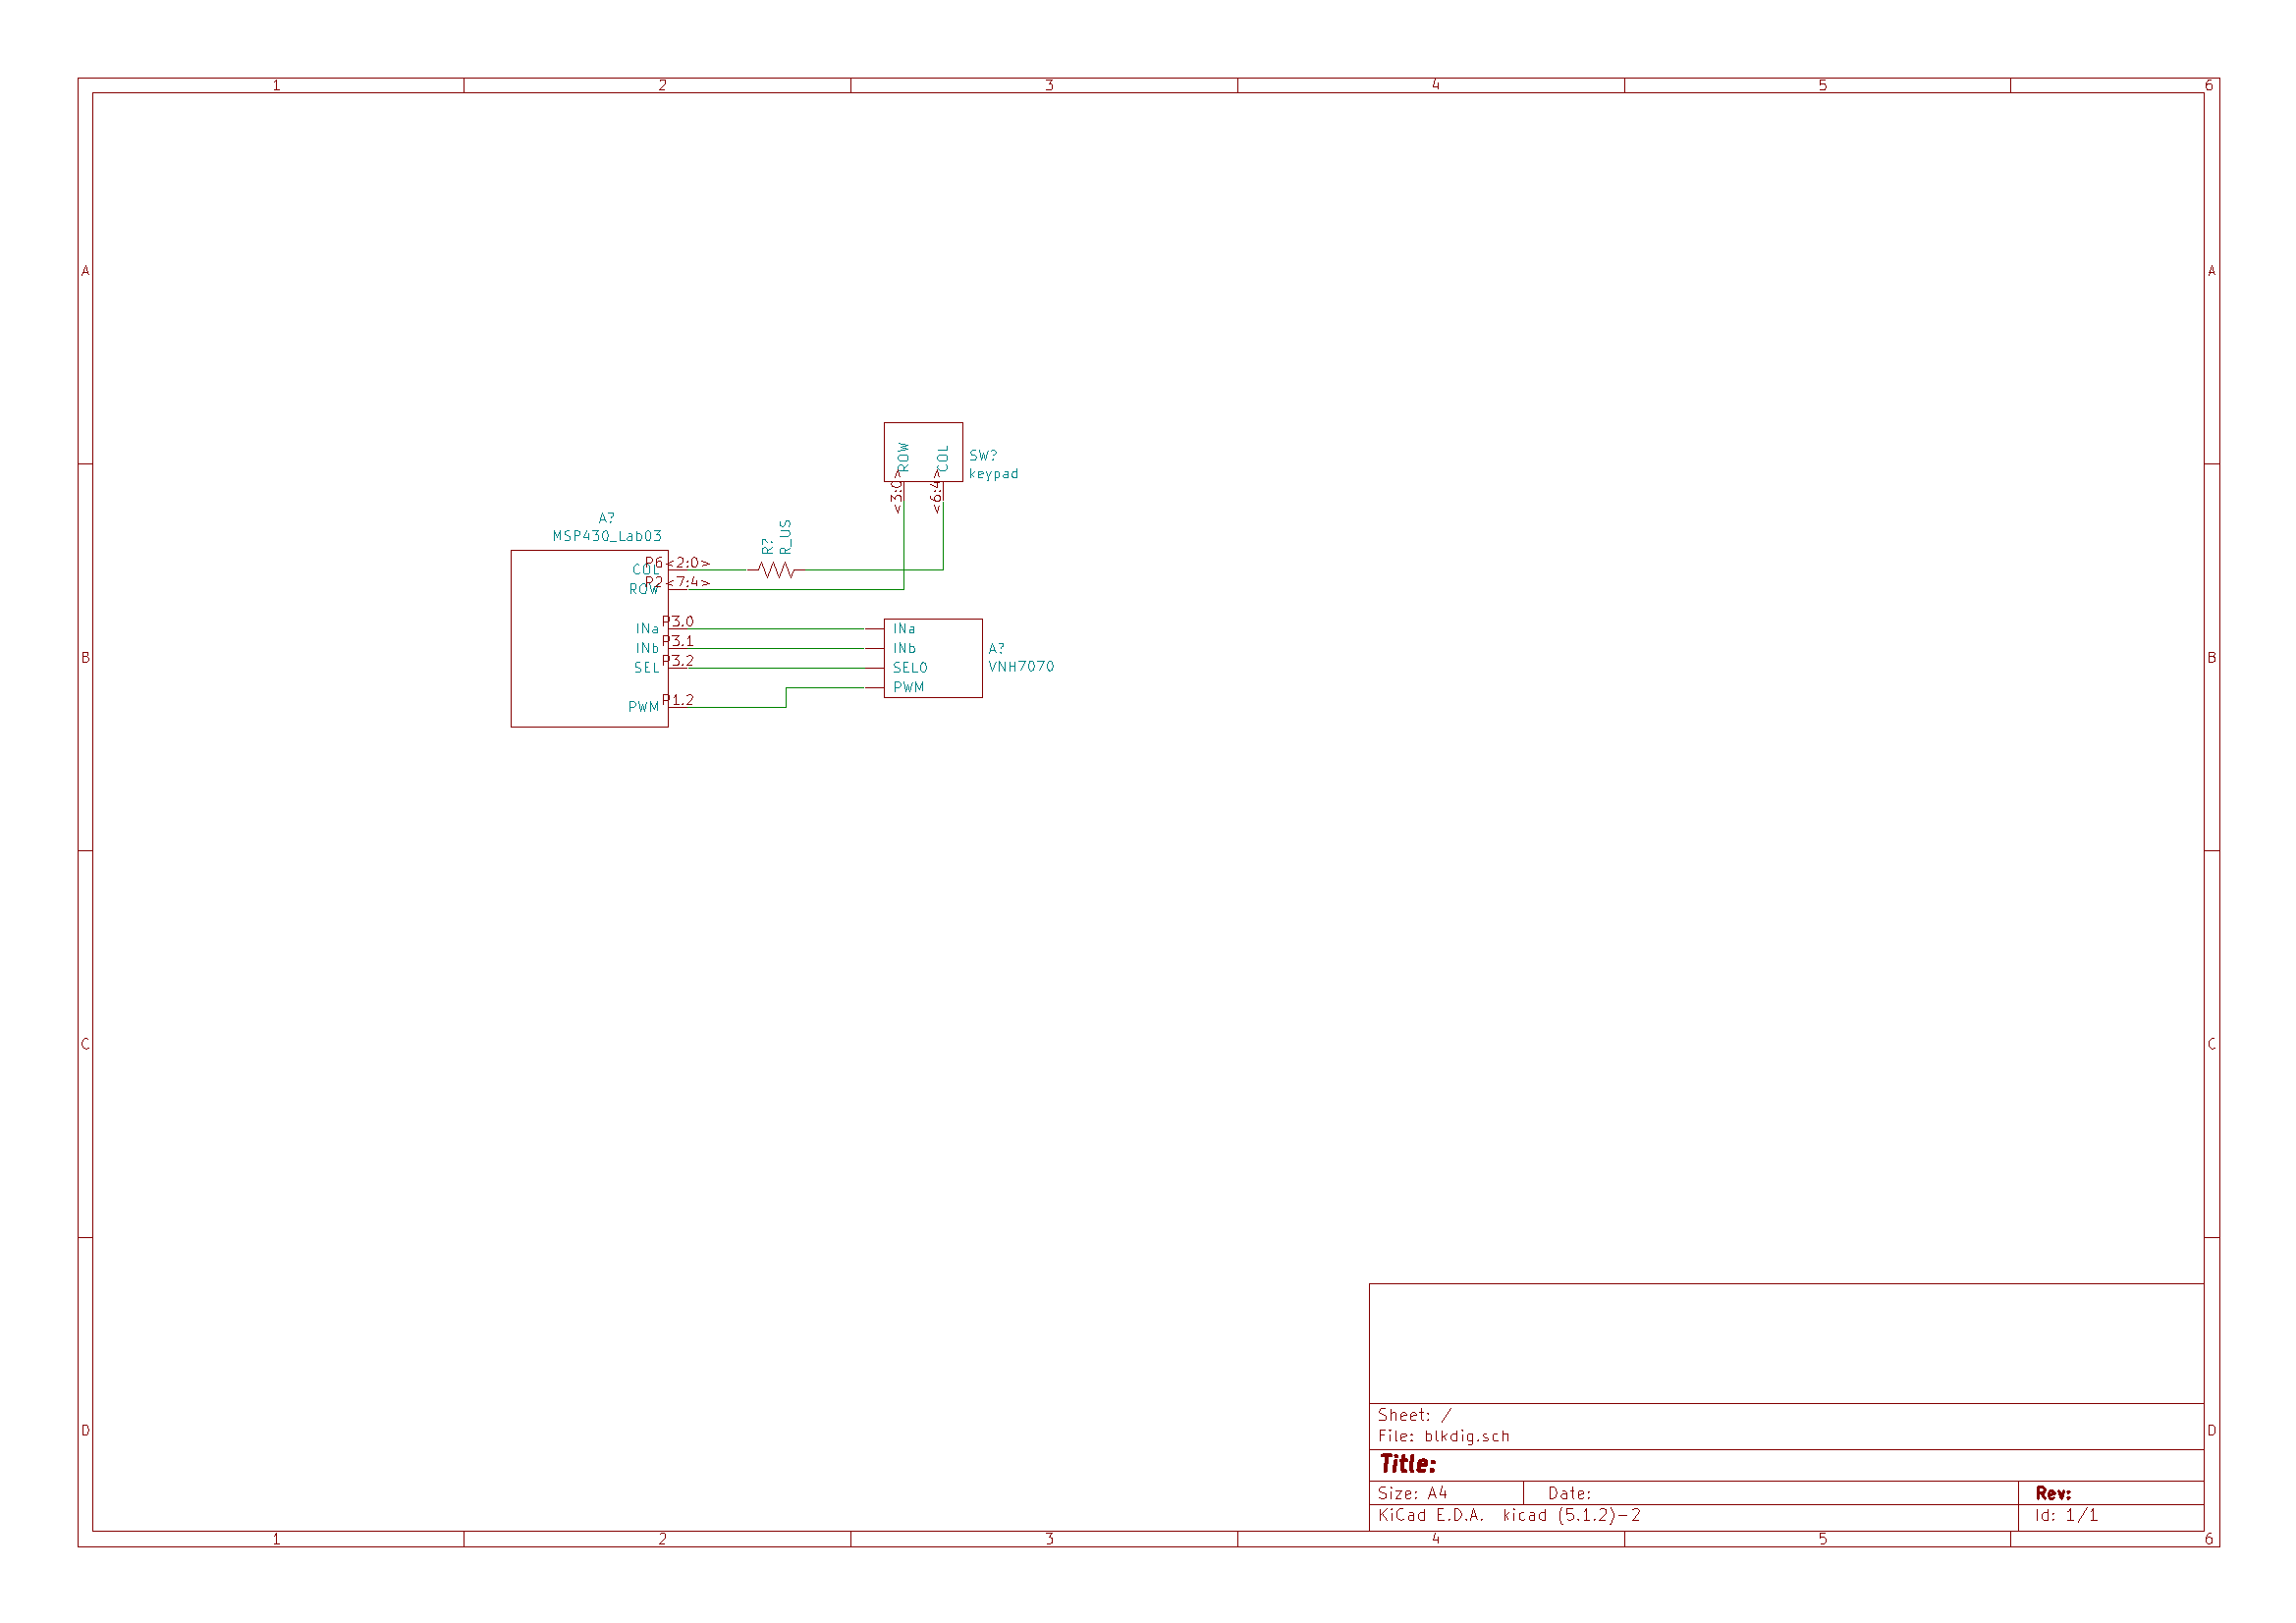 1 2 3 4 5 6
A A
ROW COL
<3:0> <6:4>
SW?
keypad
A?
MSP430_Lab03
R?
R_US
P6<2:0>
COL
P2<7:4>
ROW
P3.0
INa INa
P3.1
INb INb
P3.2
SEL SEL0
P1.2
PWM PWM
A?
VNH7070
B B
C C
D D
Sheet: /
File: blkdig.sch
Title:
Size: A4 Date: Rev:
KiCad E.D.A. kicad (5.1.2)-2 Id: 1/1
1 2 3 4 5 6